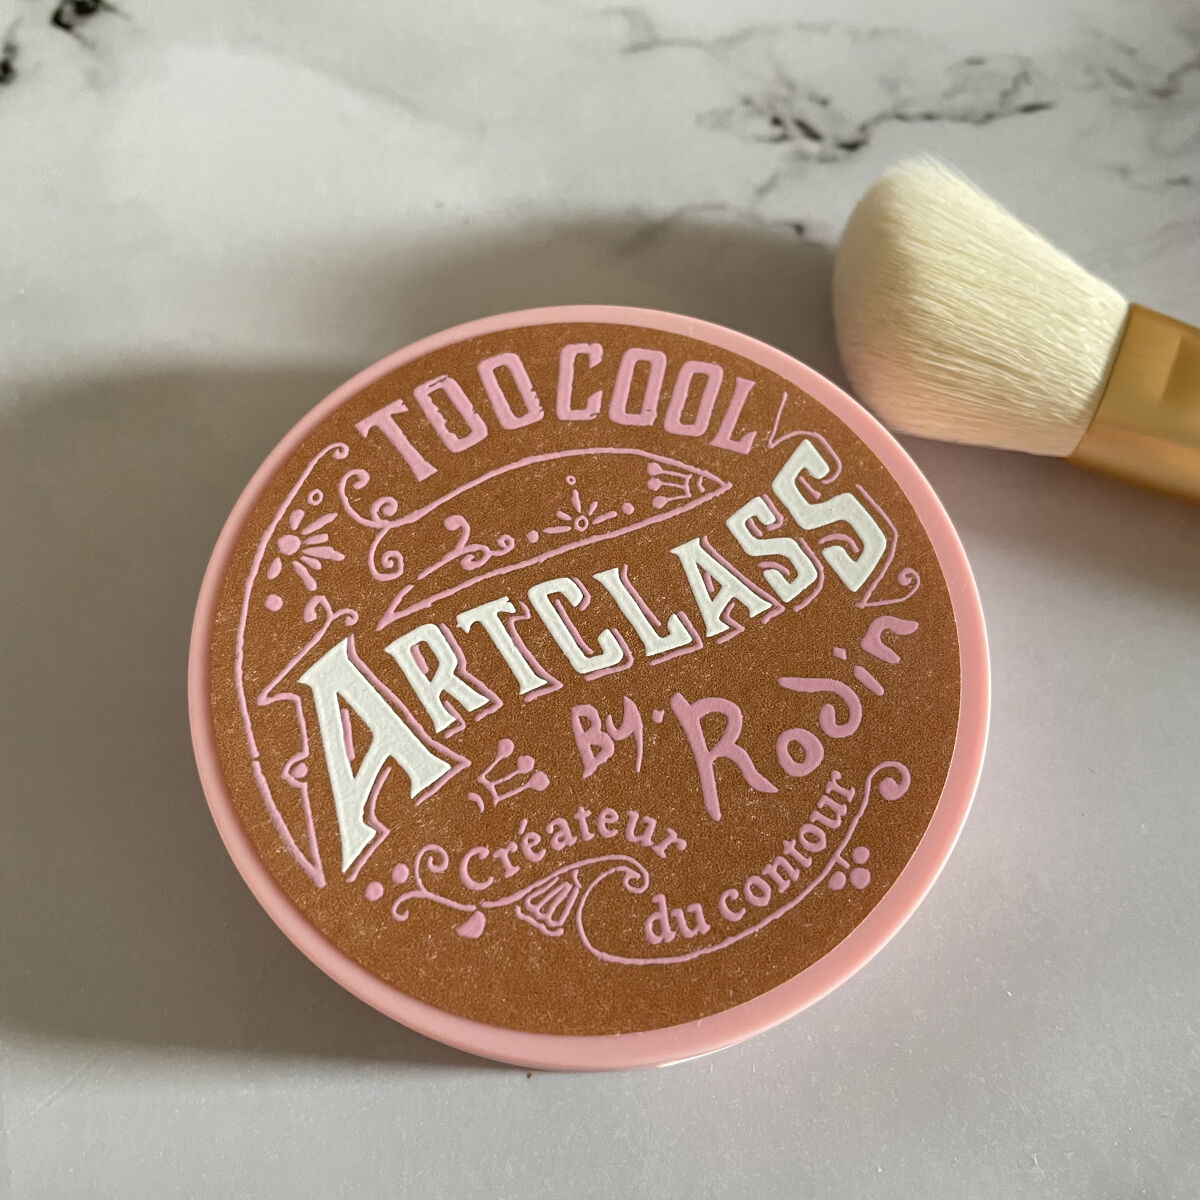 TOO COOL
ARTCLASS
By. Rodin
Créateur
du contour